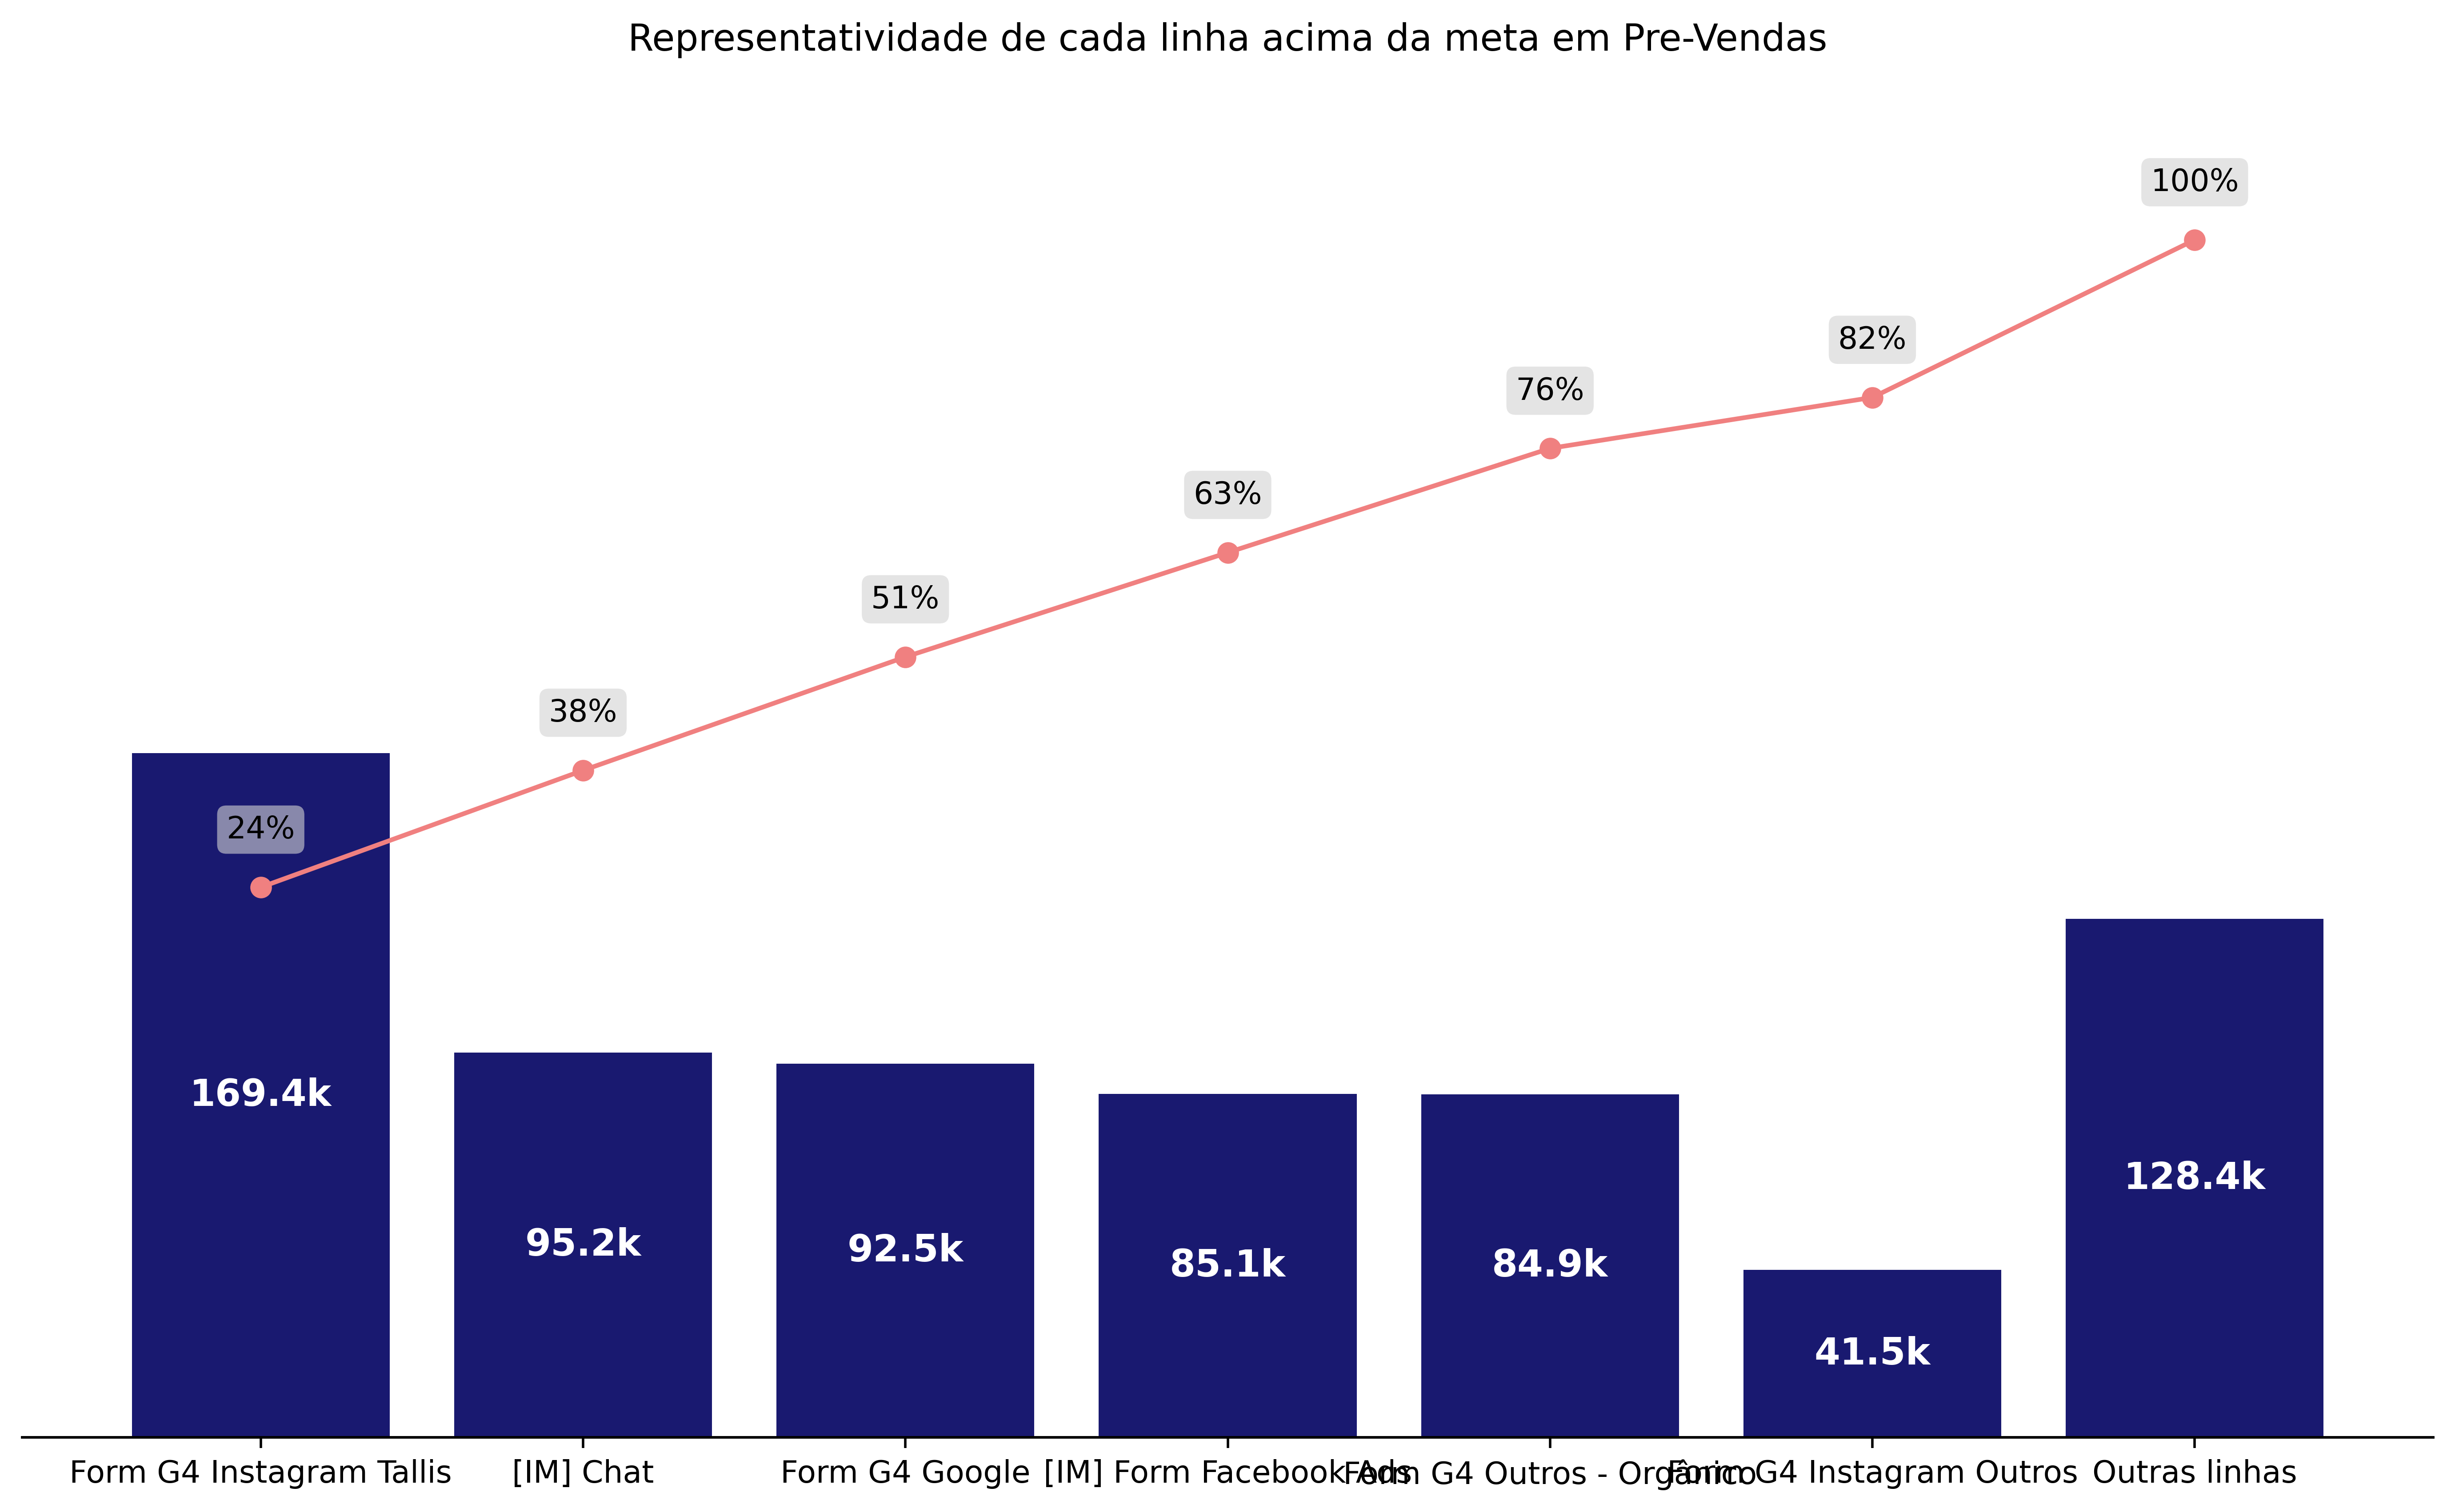 Representatividade de cada linha acima da meta em Pre-Vendas
100%
82%
76%
63%
51%
38%
24%
169.4k
95.2k
92.5k
85.1k
84.9k
41.5k
128.4k
Form G4 Instagram Tallis
[IM] Chat
Form G4 Google
[IM] Form Facebook Ads
Form G4 Outros - Orgânico
Form G4 Instagram Outros
Outras linhas